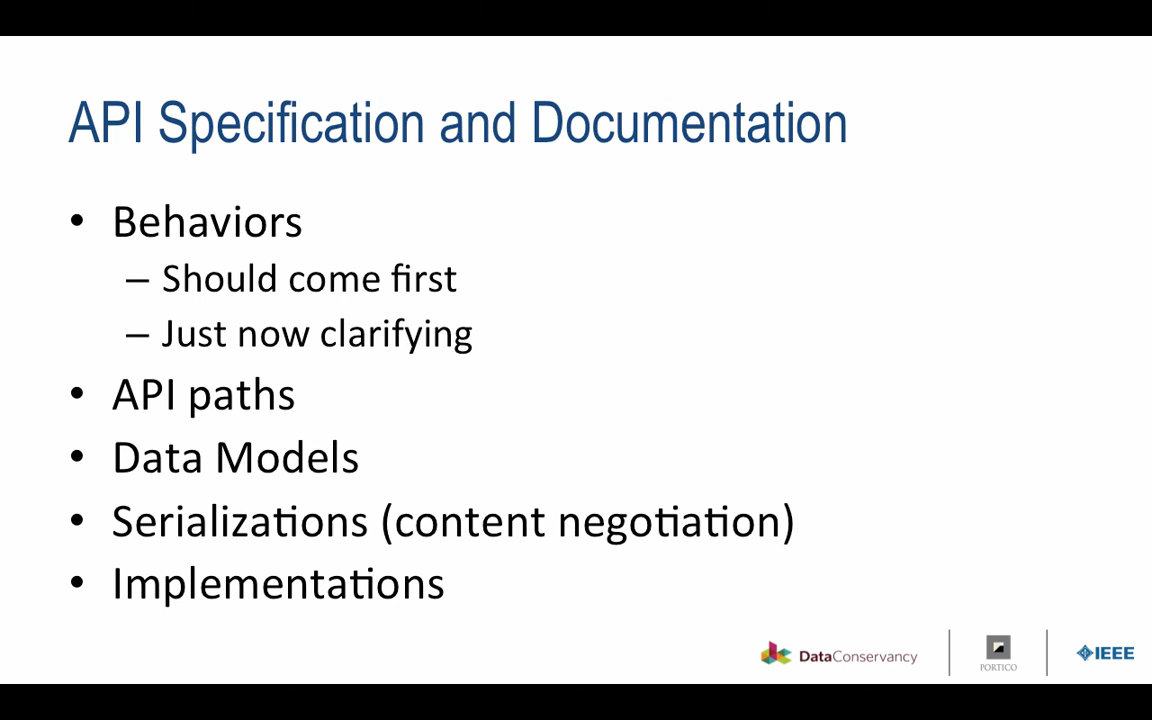 API Specification and Documentation
• Behaviors
– Should come first
– Just now clarifying
• API paths
• Data Models
• Serializations (content negotiation)
• Implementations
DataConservancy
PORTICO
IEEE